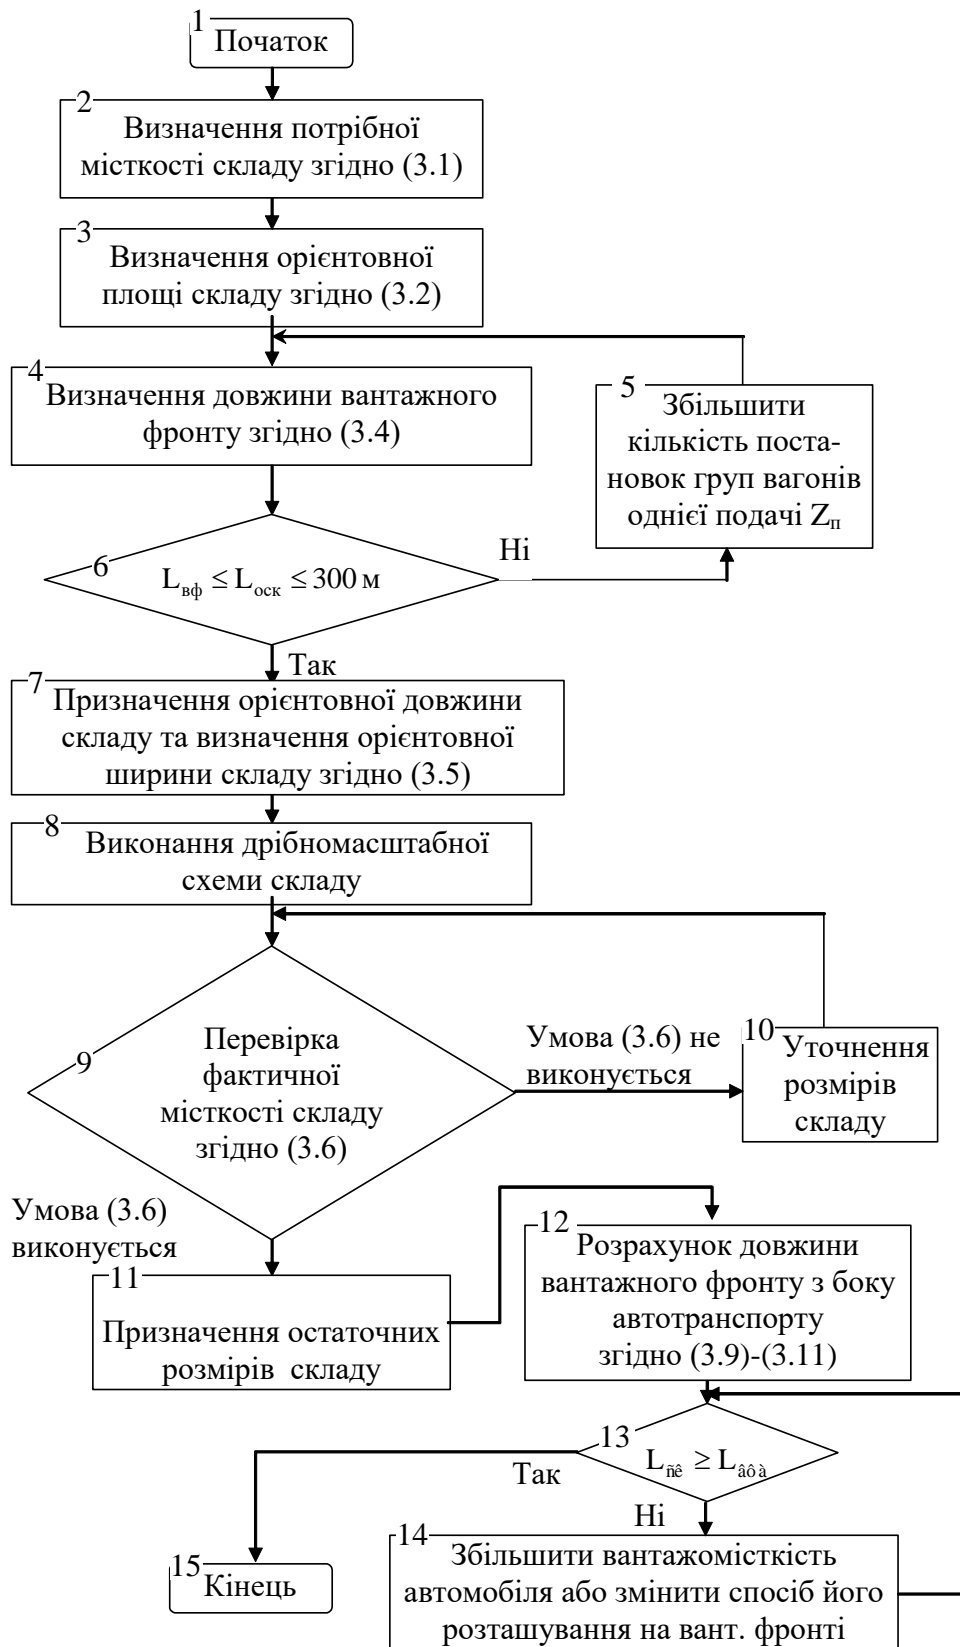 1
Початок
2
Визначення потрібної
місткості складу згідно (3.1)
3
Визначення орієнтовної
площі складу згідно (3.2)
4
Визначення довжини вантажного
фронту згідно (3.4)
5
Збільшити
кількість поста-
новок груп вагонів
однієї подачі Zп
6
Lвф ≤ Lоск ≤ 300 м
Ні
Так
7
Призначення орієнтовної довжини
складу та визначення орієнтовної
ширини складу згідно (3.5)
8
Виконання дрібномасштабної
схеми складу
9
Перевірка
фактичної
місткості складу
згідно (3.6)
Умова (3.6) не
виконується
10
Уточнення
розмірів
складу
Умова (3.6)
виконується
11
Призначення остаточних
розмірів складу
12
Розрахунок довжини
вантажного фронту з боку
автотранспорту
згідно (3.9)-(3.11)
13
Lñê ≥ Lâôà
Так
Ні
14
Збільшити вантажомісткість
автомобіля або змінити спосіб його
розташування на вант. фронті
15
Кінець